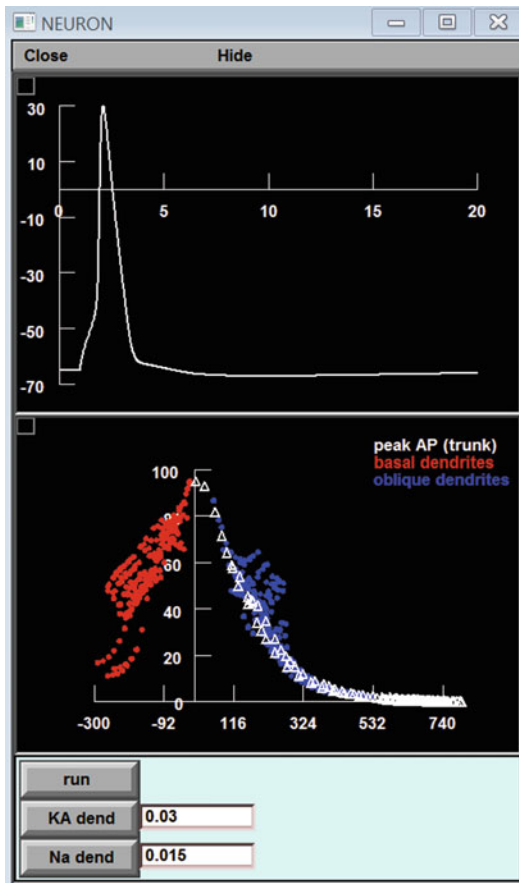 NEURON
Close Hide
30
10
0 5 10 15 20
-10
-30
-50
-70
peak AP (trunk)
basal dendrites
oblique dendrites
100
80
60
40
20
0
-300 -92 116 324 532 740
run
KA dend 0.03
Na dend 0.015